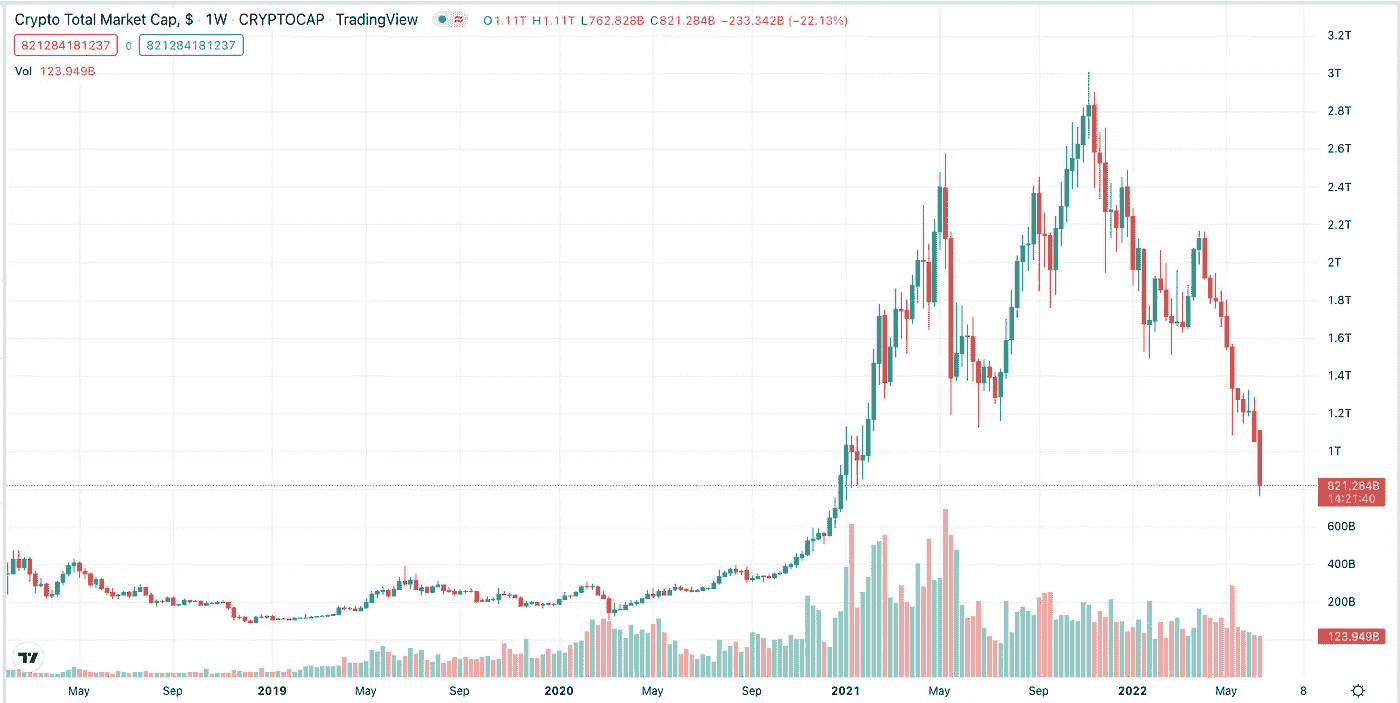 Crypto Total Market Cap, $ · 1W · CRYPTOCAP · TradingView O1.11T H1.11T L762.828B C821.284B −233.342B (−22.13%)
821284181237 0 821284181237
Vol 123.949B
3.2T
3T
2.8T
2.6T
2.4T
2.2T
2T
1.8T
1.6T
1.4T
1.2T
1T
821.284B
14:21:40
600B
400B
200B
123.949B
May Sep 2019 May Sep 2020 May Sep 2021 May Sep 2022 May 8